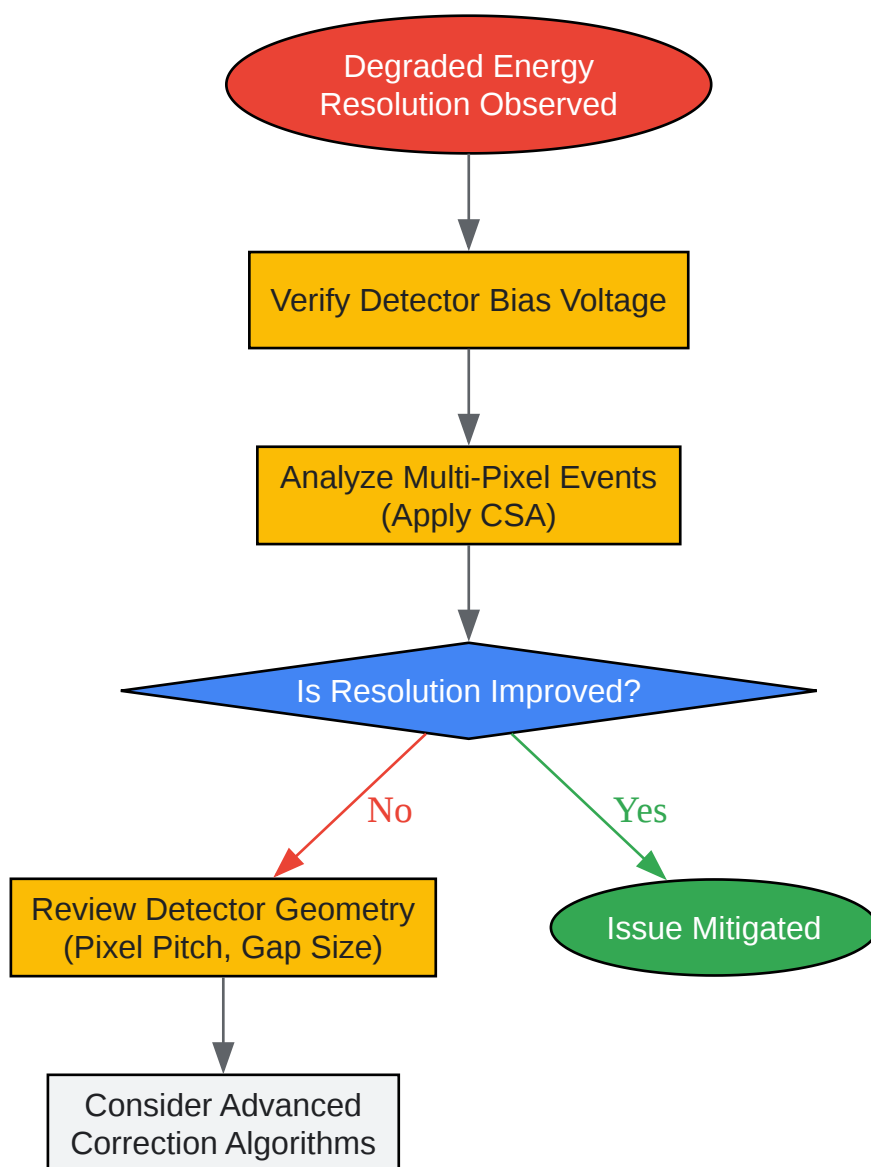 Degraded Energy
Resolution Observed
Verify Detector Bias Voltage
Analyze Multi-Pixel Events
(Apply CSA)
Is Resolution Improved?
No
Yes
Review Detector Geometry
(Pixel Pitch, Gap Size)
Issue Mitigated
Consider Advanced
Correction Algorithms